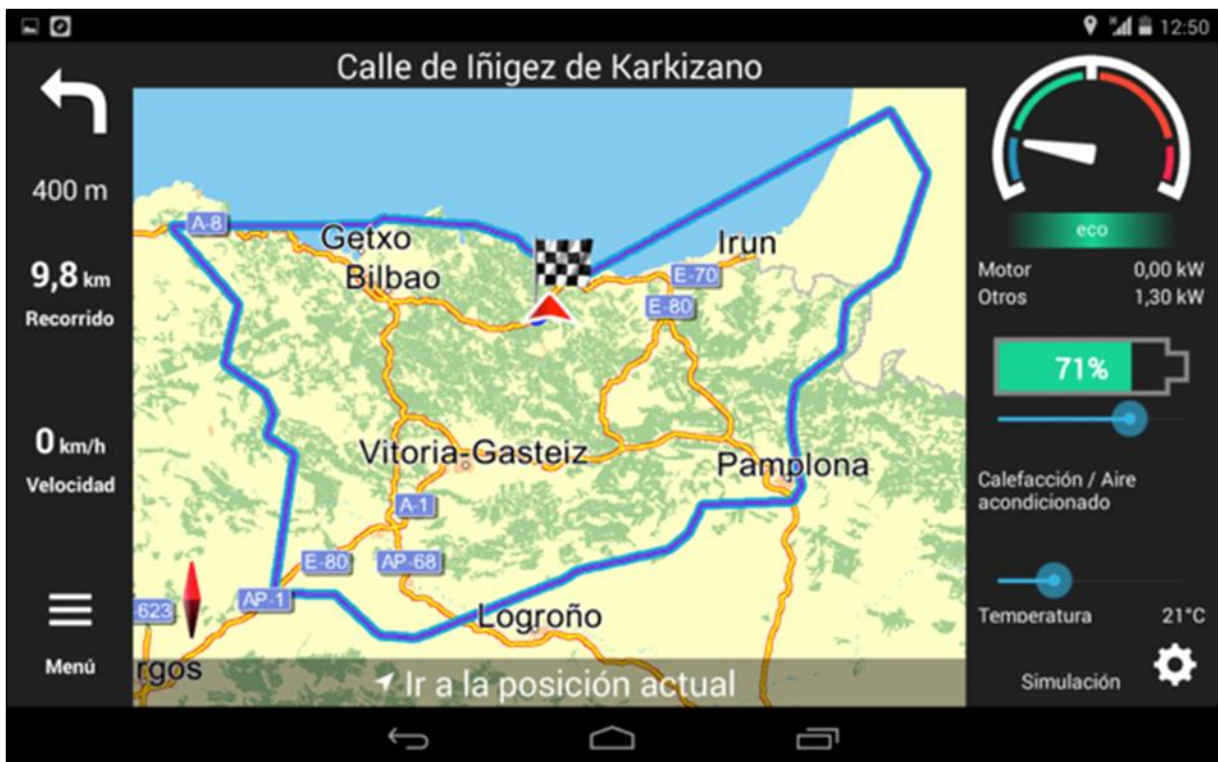 12:50
Calle de Iñigez de Karkizano
400 m
9,8 km
Recorrido
0 km/h
Velocidad
Menú
A-8
Getxo
Bilbao
Irun
E-70
E-80
Vitoria-Gasteiz
Pamplona
A-1
E-80
AP-68
AP-1
-623
Logroño
rgos
Ir a la posición actual
eco
Motor 0,00 kW
Otros 1,30 kW
71%
Calefacción / Aire
acondicionado
Temperatura 21°C
Simulación